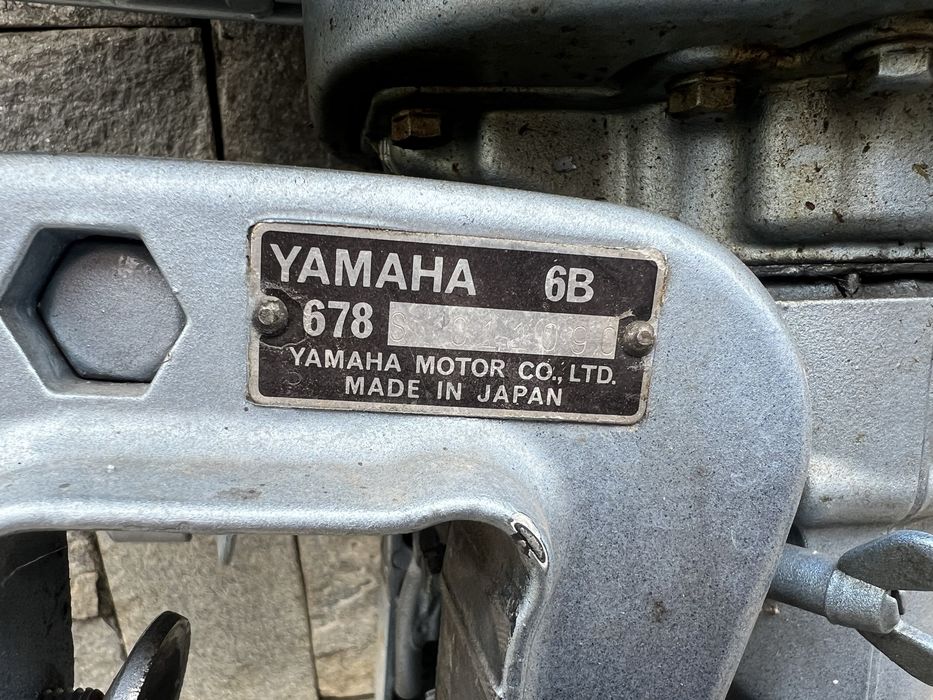 YAMAHA 6B
678
YAMAHA MOTOR CO., LTD.
MADE IN JAPAN